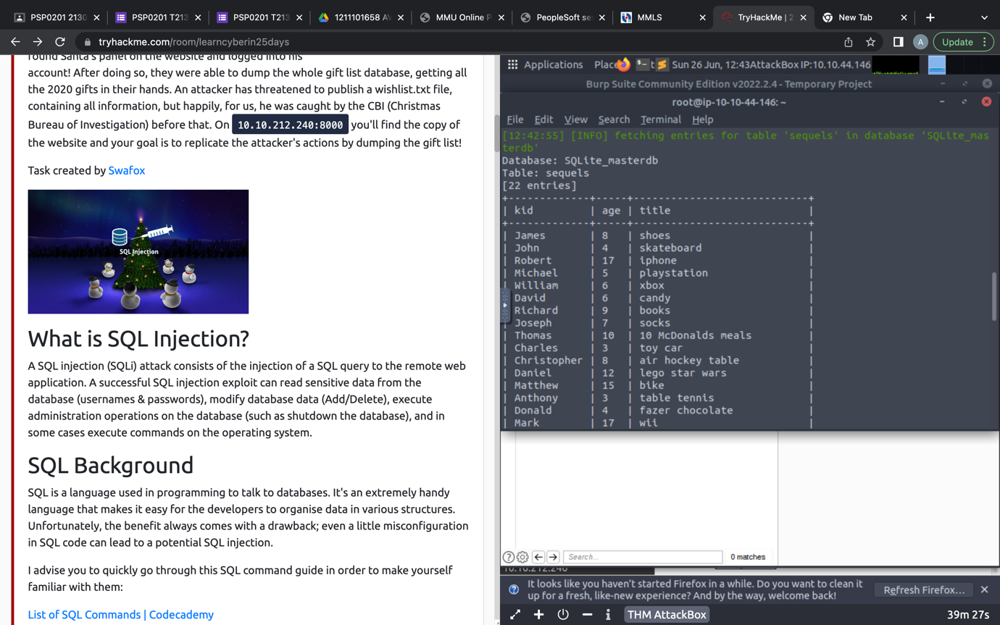 PSP0201 2130
PSP0201 T213
PSP0201 T213
1211101658 AV
MMU Online P
PeopleSoft se
MMLS
TryHackMe | 2
New Tab
tryhackme.com/room/learncyberin25days
A
Update
found Santa's panel on the website and logged into his
account! After doing so, they were able to dump the whole gift list database, getting all
the 2020 gifts in their hands. An attacker has threatened to publish a wishlist.txt file,
containing all information, but happily, for us, he was caught by the CBI (Christmas
Bureau of Investigation) before that. On 10.10.212.240:8000 you'll find the copy of
the website and your goal is to replicate the attacker's actions by dumping the gift list!
Task created by Swafox
SQL Injection
What is SQL Injection?
A SQL injection (SQLi) attack consists of the injection of a SQL query to the remote web
application. A successful SQL injection exploit can read sensitive data from the
database (usernames & passwords), modify database data (Add/Delete), execute
administration operations on the database (such as shutdown the database), and in
some cases execute commands on the operating system.
SQL Background
SQL is a language used in programming to talk to databases. It's an extremely handy
language that makes it easy for the developers to organise data in various structures.
Unfortunately, the benefit always comes with a drawback; even a little misconfiguration
in SQL code can lead to a potential SQL injection.
I advise you to quickly go through this SQL command guide in order to make yourself
familiar with them:
List of SQL Commands | Codecademy
Applications Place t Sun 26 Jun, 12:43 AttackBox IP:10.10.44.146
Burp Suite Community Edition v2022.2.4 - Temporary Project
root@ip-10-10-44-146: ~
File Edit View Search Terminal Help
[12:42:55] [INFO] fetching entries for table 'sequels' in database 'SQLite_mas
terdb'
Database: SQLite_masterdb
Table: sequels
[22 entries]
+-------------+-----+----------------------------+
| kid | age | title |
+-------------+-----+----------------------------+
| James | 8 | shoes |
| John | 4 | skateboard |
| Robert | 17 | iphone |
| Michael | 5 | playstation |
| William | 6 | xbox |
| David | 6 | candy |
| Richard | 9 | books |
| Joseph | 7 | socks |
| Thomas | 10 | 10 McDonalds meals |
| Charles | 3 | toy car |
| Christopher | 8 | air hockey table |
| Daniel | 12 | lego star wars |
| Matthew | 15 | bike |
| Anthony | 3 | table tennis |
| Donald | 4 | fazer chocolate |
| Mark | 17 | wii |
Search...
0 matches
10.10.212.240
It looks like you haven't started Firefox in a while. Do you want to clean it
up for a fresh, like-new experience? And by the way, welcome back!
Refresh Firefox...
THM AttackBox
39m 27s